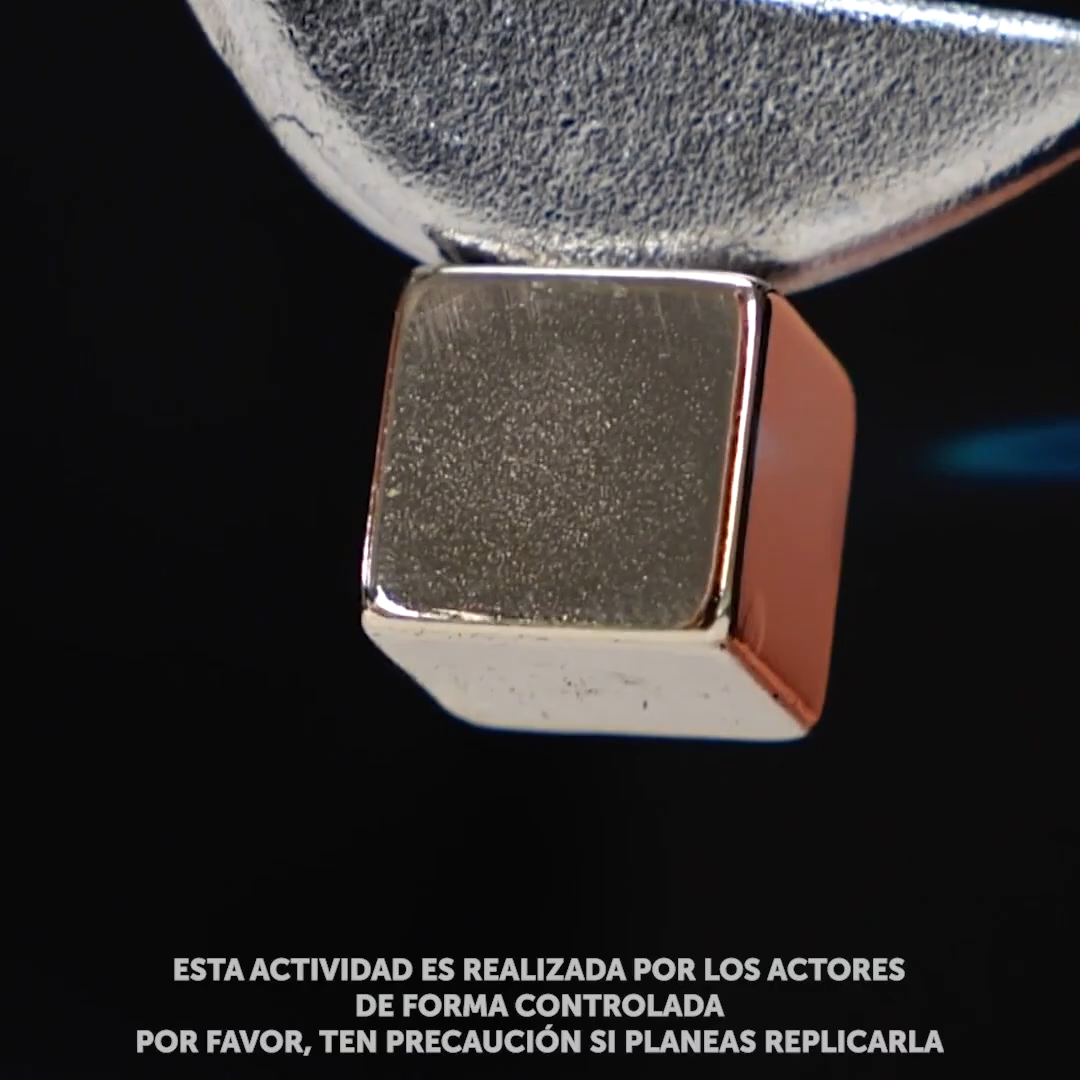 ESTA ACTIVIDAD ES REALIZADA POR LOS ACTORES
DE FORMA CONTROLADA
POR FAVOR, TEN PRECAUCIÓN SI PLANEAS REPLICARLA